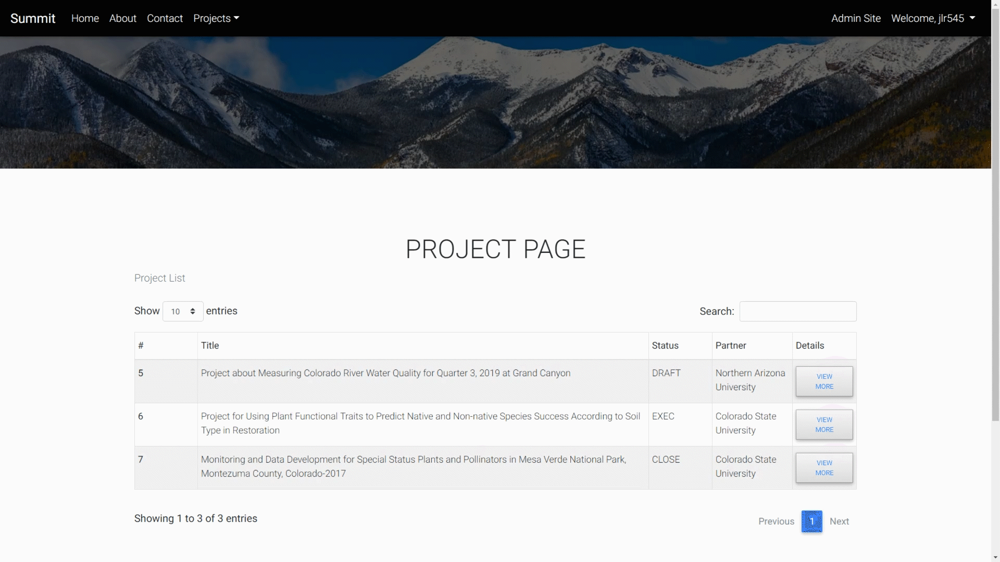 Summit Home About Contact Projects Admin Site Welcome, jlr545
PROJECT PAGE
Project List
Show 10 entries Search:
# Title Status Partner Details
5 Project about Measuring Colorado River Water Quality for Quarter 3, 2019 at Grand Canyon DRAFT Northern Arizona University VIEW MORE
6 Project for Using Plant Functional Traits to Predict Native and Non-native Species Success According to Soil Type in Restoration EXEC Colorado State University VIEW MORE
7 Monitoring and Data Development for Special Status Plants and Pollinators in Mesa Verde National Park, Montezuma County, Colorado-2017 CLOSE Colorado State University VIEW MORE
Showing 1 to 3 of 3 entries Previous 1 Next